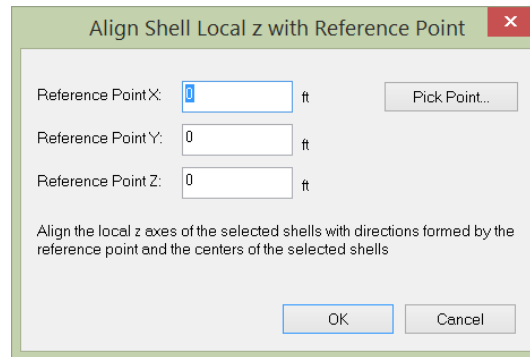 Align Shell Local z with Reference Point
Reference Point X: 0 ft Pick Point...
Reference Point Y: 0 ft
Reference Point Z: 0 ft
Align the local z axes of the selected shells with directions formed by the
reference point and the centers of the selected shells
OK Cancel